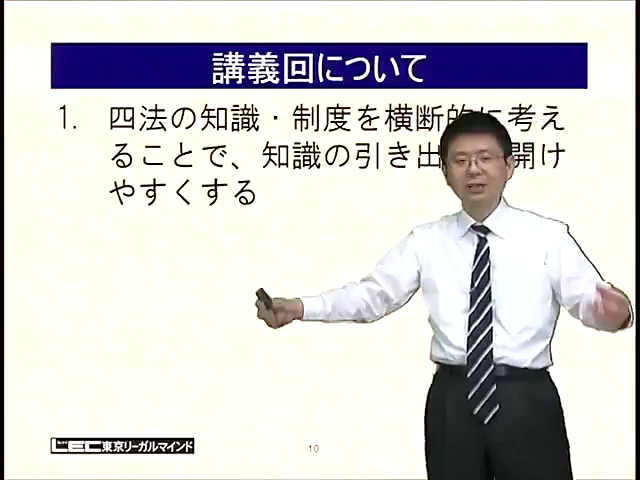 講義回について
1. 四法の知識・制度を横断的に考え
ることで、知識の引き出 開け
やすくする
LEC東京リーガルマインド
10